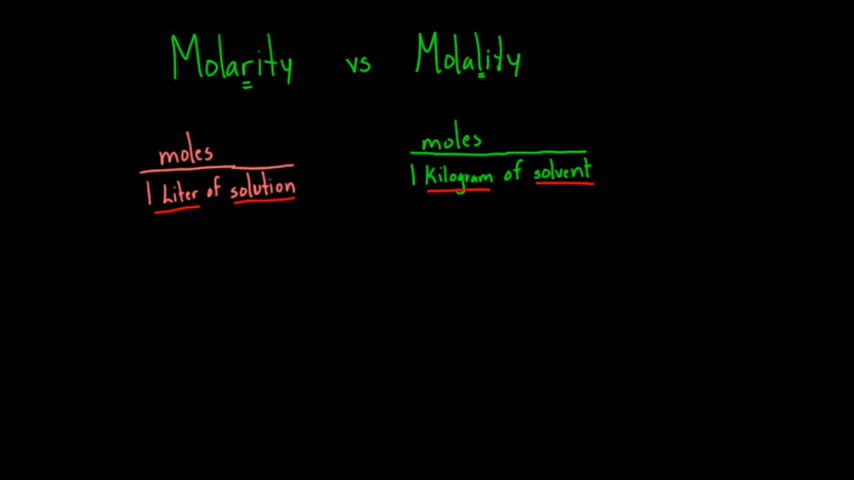 Molarity vs Molality
moles
1 Liter of solution
moles
1 Kilogram of solvent